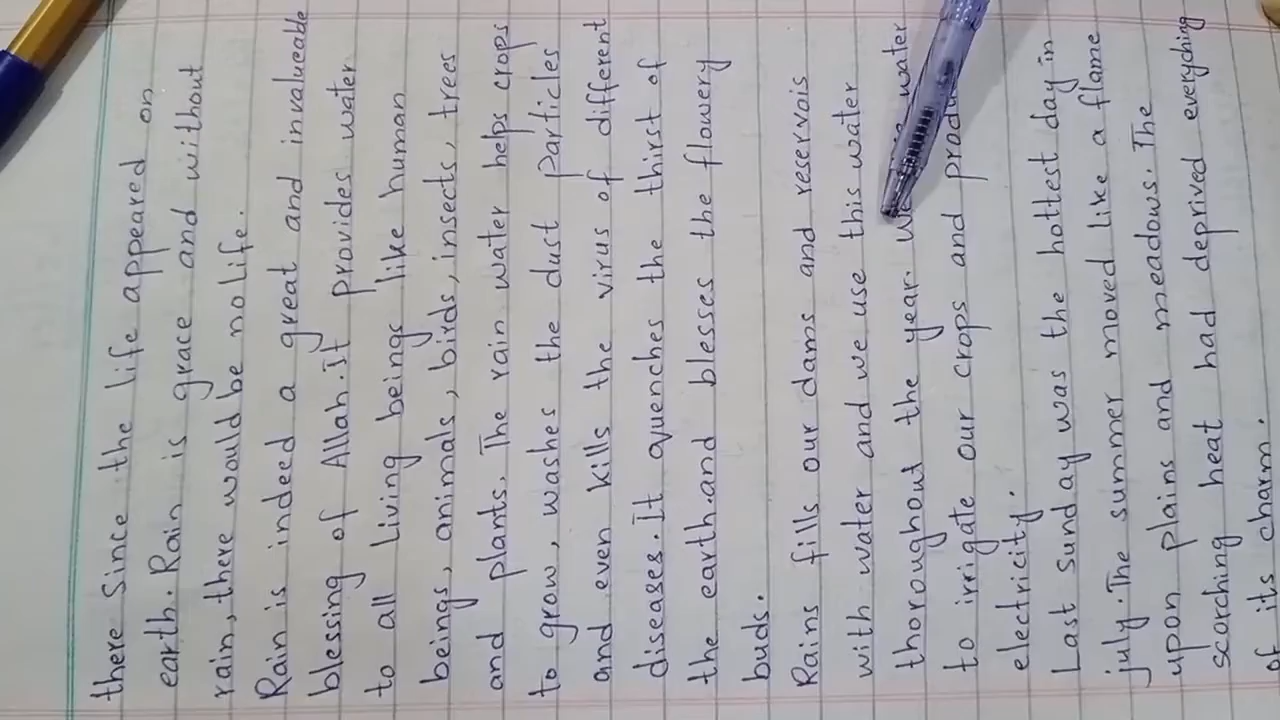 there Since the life appeared on
earth. Rain is grace and without
rain, there would be no life.
Rain is indeed a great and invalueable
blessing of Allah. It provides water
to all living beings like human
beings, animals, birds, insects, trees
and plants. The rain water helps crops
to grow, washes the dust particles
and even kills the virus of different
diseases. It quenches the thirst of
the earth and blesses the flowery
buds.
Rains fills our dams and reservais
with water and we use this water
thoroughout the year. water
to irrigate our crops and
electricity.
Last Sunday was the hottest day in
july. The summer moved like a flame
upon plains and meadows. The
scorching heat had deprived everything
of its charm.